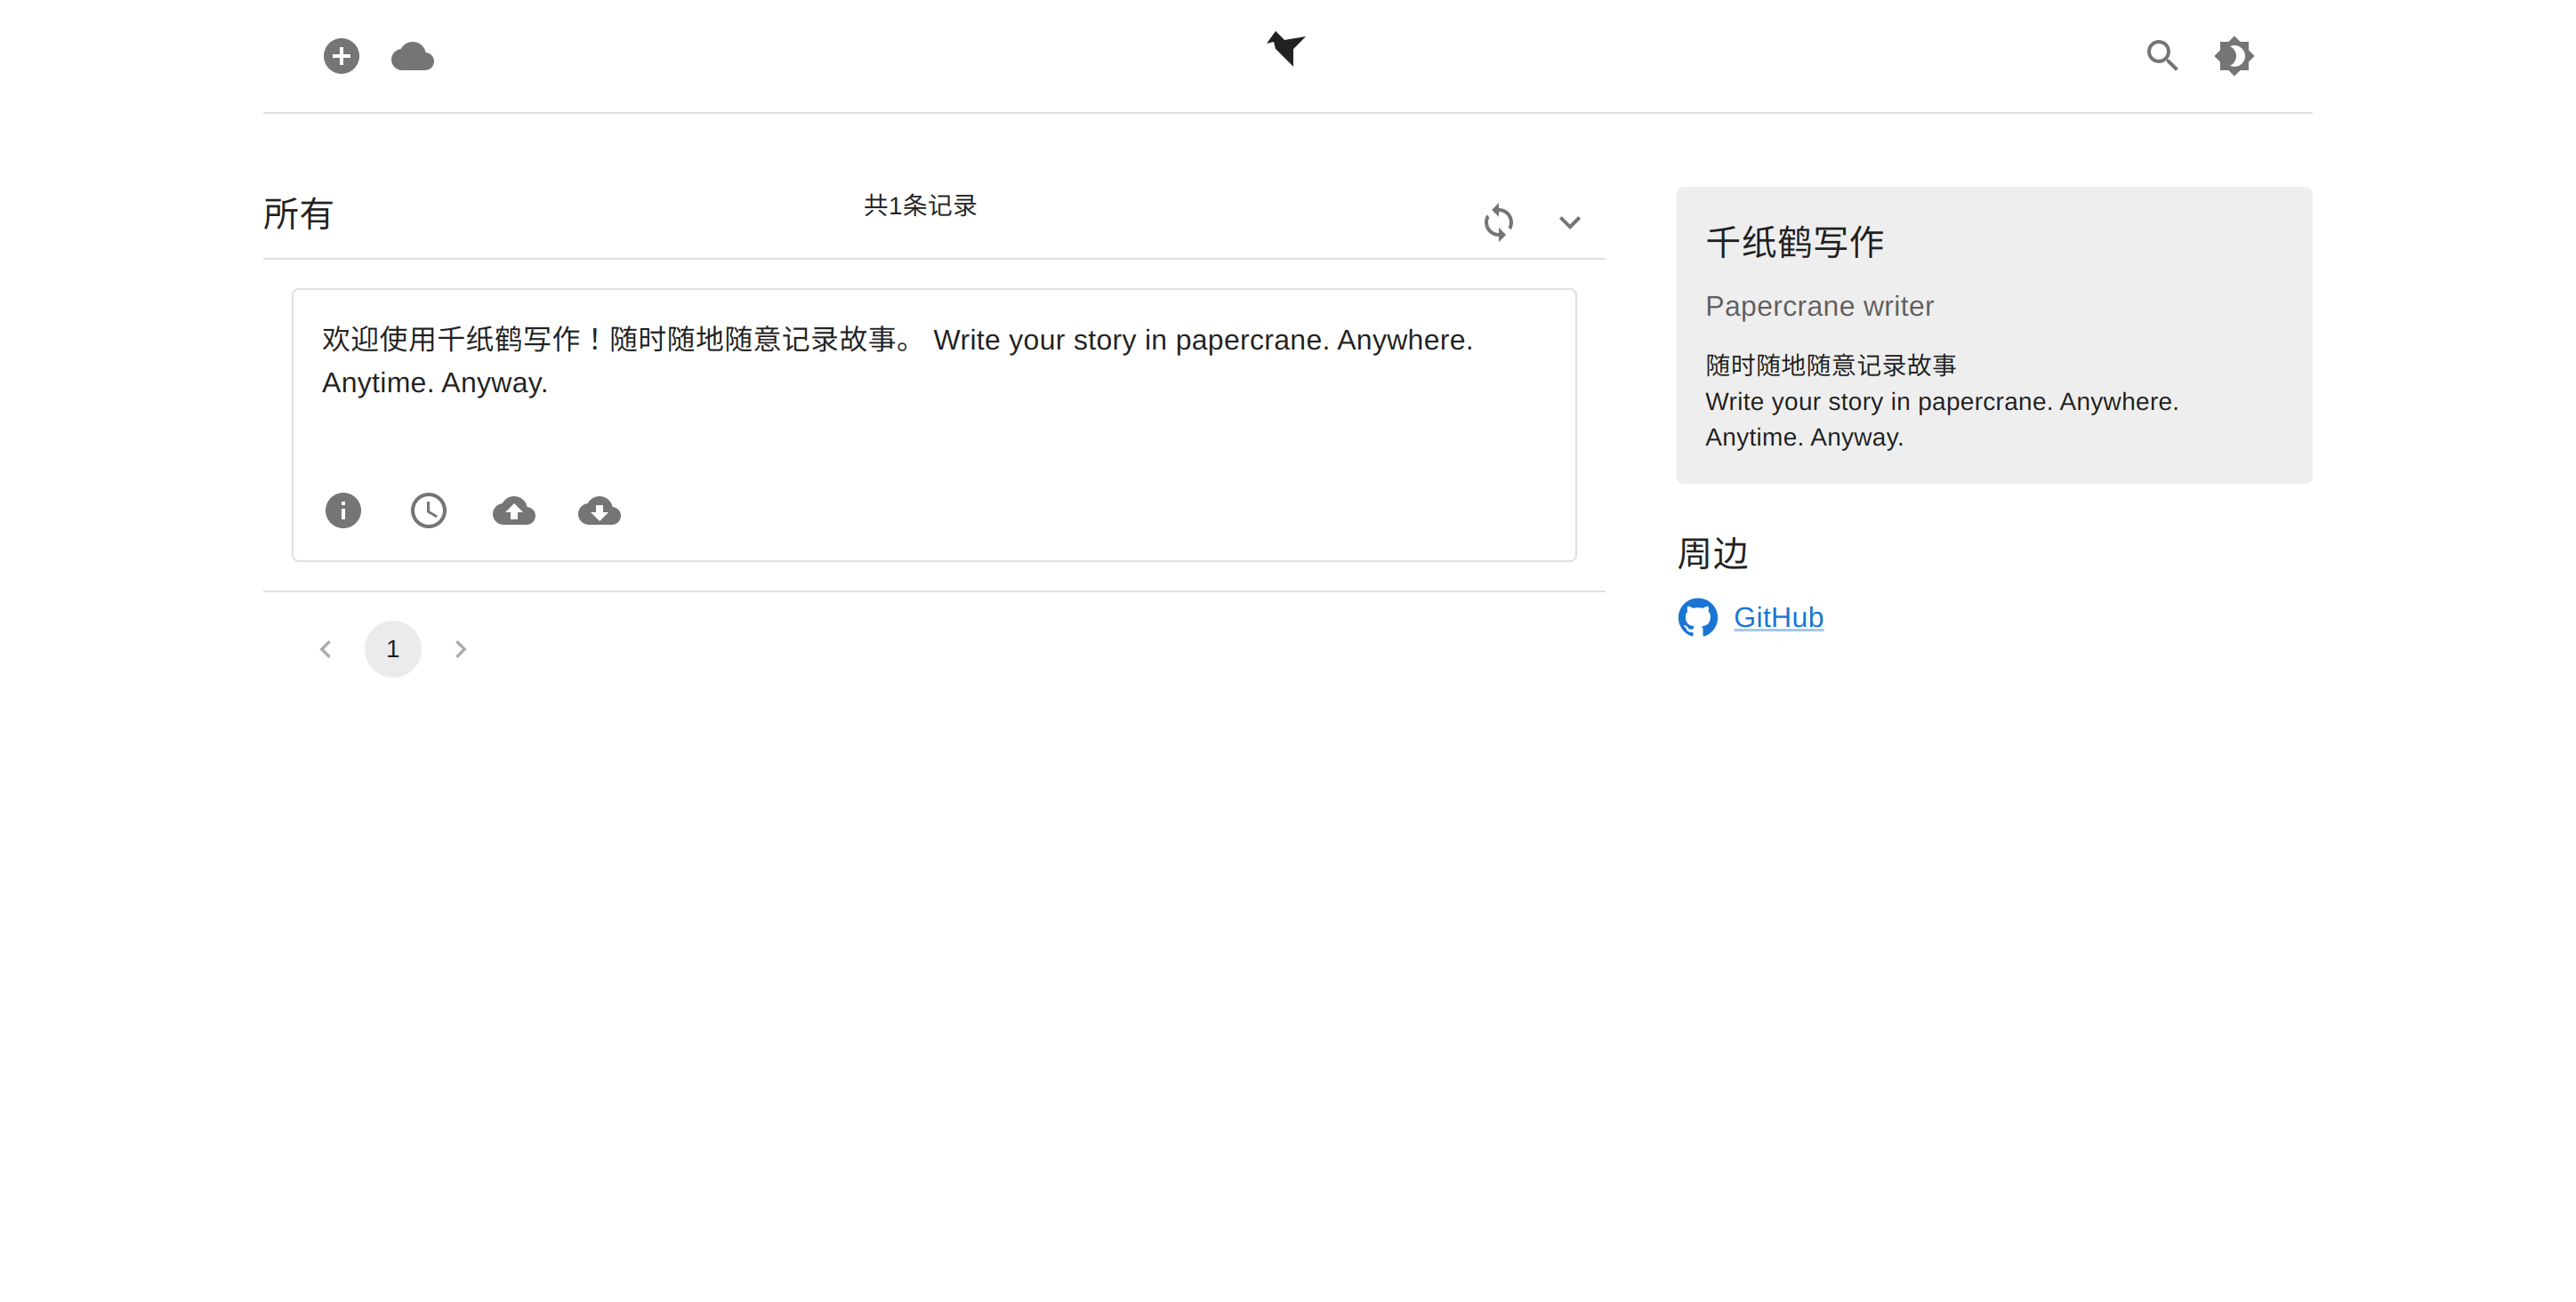 所有
共1条记录
欢迎使用千纸鹤写作！随时随地随意记录故事。 Write your story in papercrane. Anywhere.
Anytime. Anyway.
1
千纸鹤写作
Papercrane writer
随时随地随意记录故事
Write your story in papercrane. Anywhere.
Anytime. Anyway.
周边
GitHub